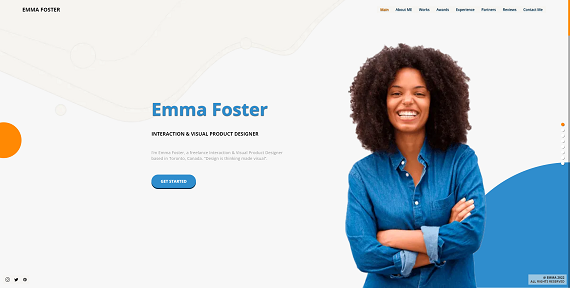 EMMA FOSTER
Main About ME Works Awards Experience Partners Reviews Contact Me
Emma Foster
INTERACTION & VISUAL PRODUCT DESIGNER
I'm Emma Foster, a freelance Interaction & Visual Product Designer
based in Toronto, Canada. "Design is thinking made visual".
GET STARTED
© EMMA 2022
ALL RIGHTS RESERVED